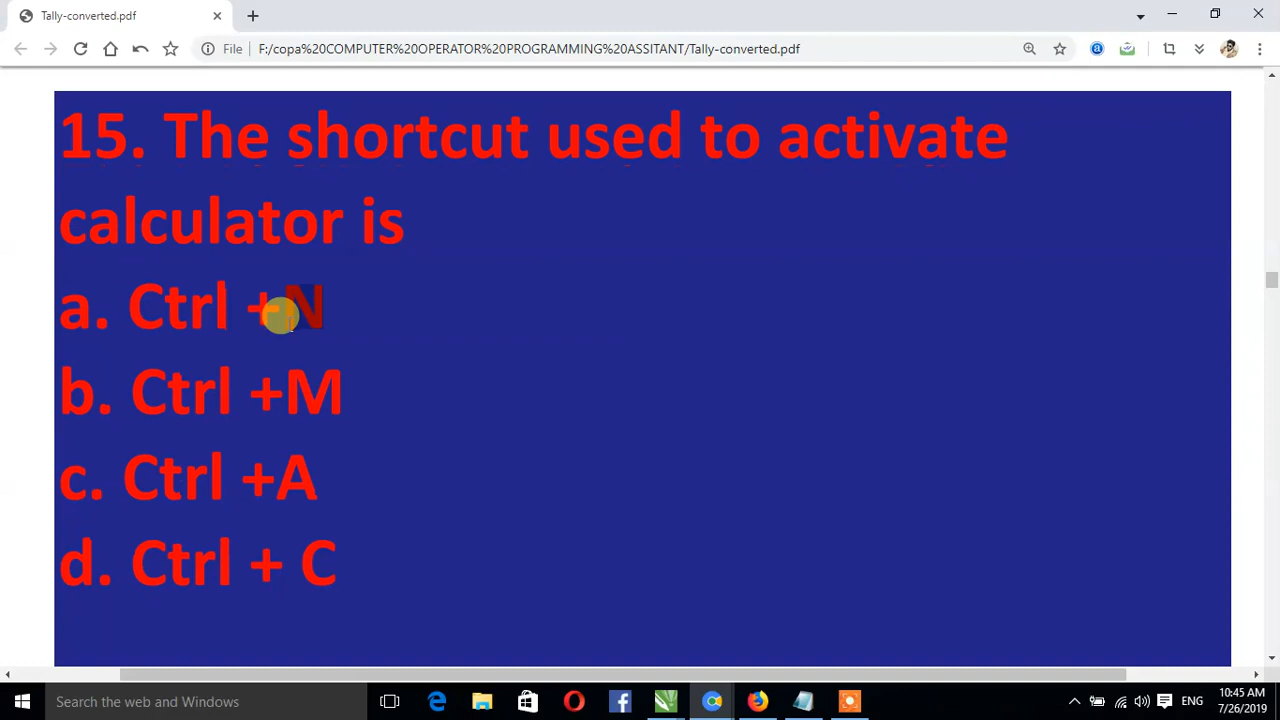 Tally-converted.pdf
File F:/copa%20COMPUTER%20OPERATOR%20PROGRAMMING%20ASSITANT/Tally-converted.pdf
15. The shortcut used to activate
calculator is
a. Ctrl +N
b. Ctrl +M
c. Ctrl +A
d. Ctrl + C
Search the web and Windows
ENG
10:45 AM
7/26/2019